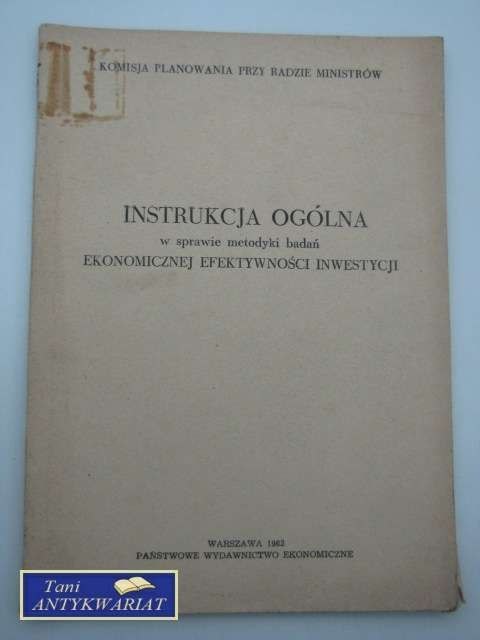 KOMISJA PLANOWANIA PRZY RADZIE MINISTRÓW
INSTRUKCJA OGÓLNA
w sprawie metodyki badań
EKONOMICZNEJ EFEKTYWNOŚCI INWESTYCJI
WARSZAWA 1962
PAŃSTWOWE WYDAWNICTWO EKONOMICZNE
Tani
ANTYKWARIAT